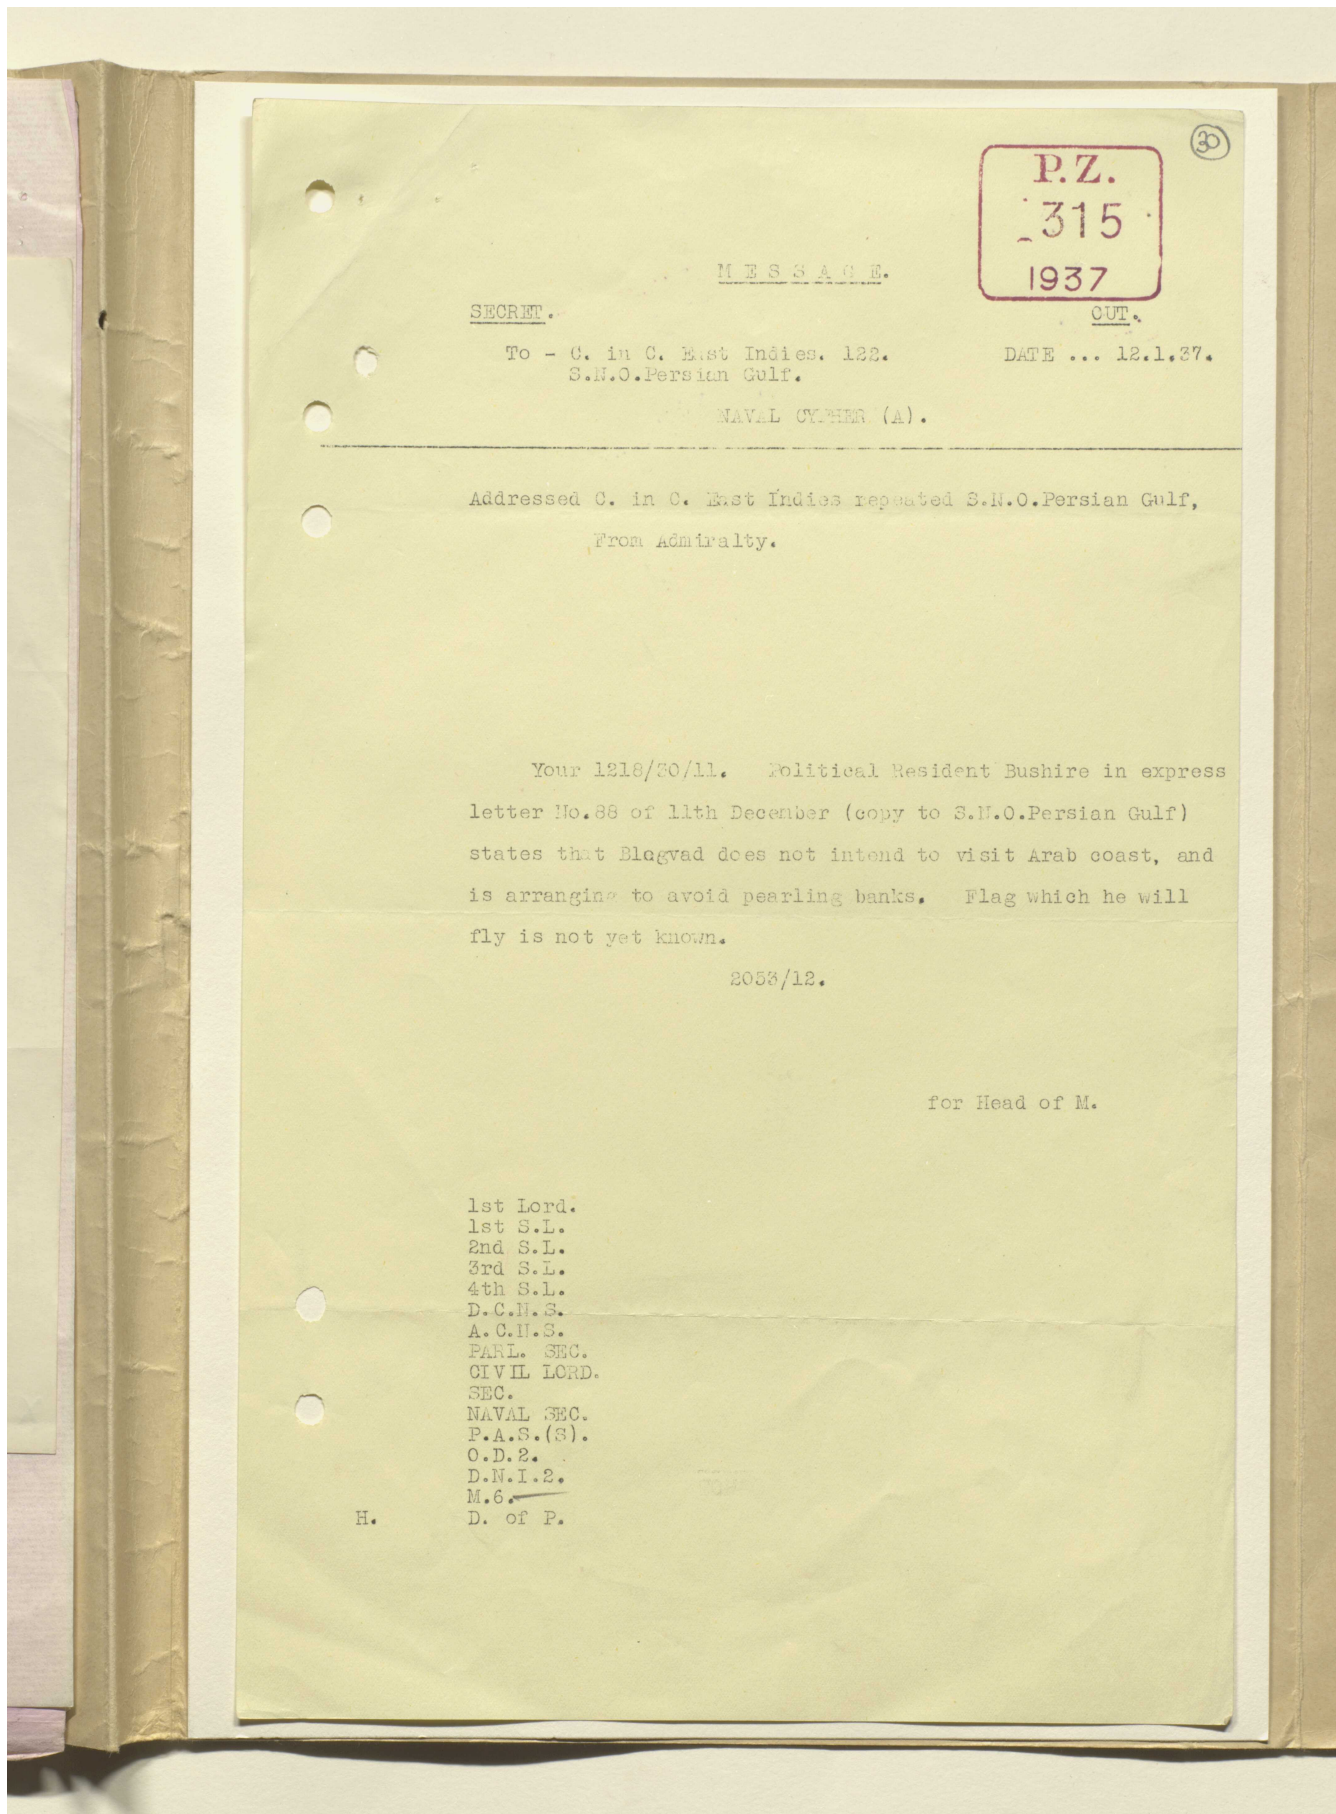 30
P.Z.
315
1937
MESSAGE.
SECRET.
OUT.
To - C. in C. East Indies. 122.
DATE ... 12.1.37.
S.N.O.Persian Gulf.
NAVAL CYPHER (A).
Addressed C. in C. East Indies repeated S.N.O.Persian Gulf,
From Admiralty.
Your 1218/30/11. Political Resident Bushire in express
letter No.88 of 11th December (copy to S.N.O.Persian Gulf)
states that Blegvad does not intend to visit Arab coast, and
is arranging to avoid pearling banks. Flag which he will
fly is not yet known.
2053/12.
for Head of M.
1st Lord.
1st S.L.
2nd S.L.
3rd S.L.
4th S.L.
D.C.N.S.
A.C.N.S.
PARL. SEC.
CIVIL LORD.
SEC.
NAVAL SEC.
P.A.S.(S).
O.D.2.
D.N.I.2.
M.6.
H. D. of P.